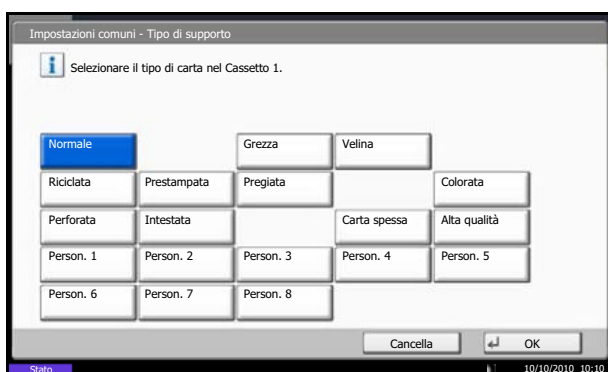 Impostazioni comuni - Tipo di supporto
Selezionare il tipo di carta nel Cassetto 1.
Normale Grezza Velina
Riciclata Prestampata Pregiata Colorata
Perforata Intestata Carta spessa Alta qualità
Person. 1 Person. 2 Person. 3 Person. 4 Person. 5
Person. 6 Person. 7 Person. 8
Cancella OK
Stato 10/10/2010 10:10